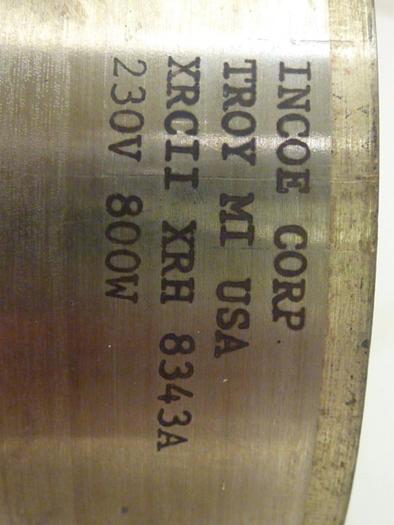 INCOE CORP
TROY MI USA
XRCII XRH 8343A
230V 800W